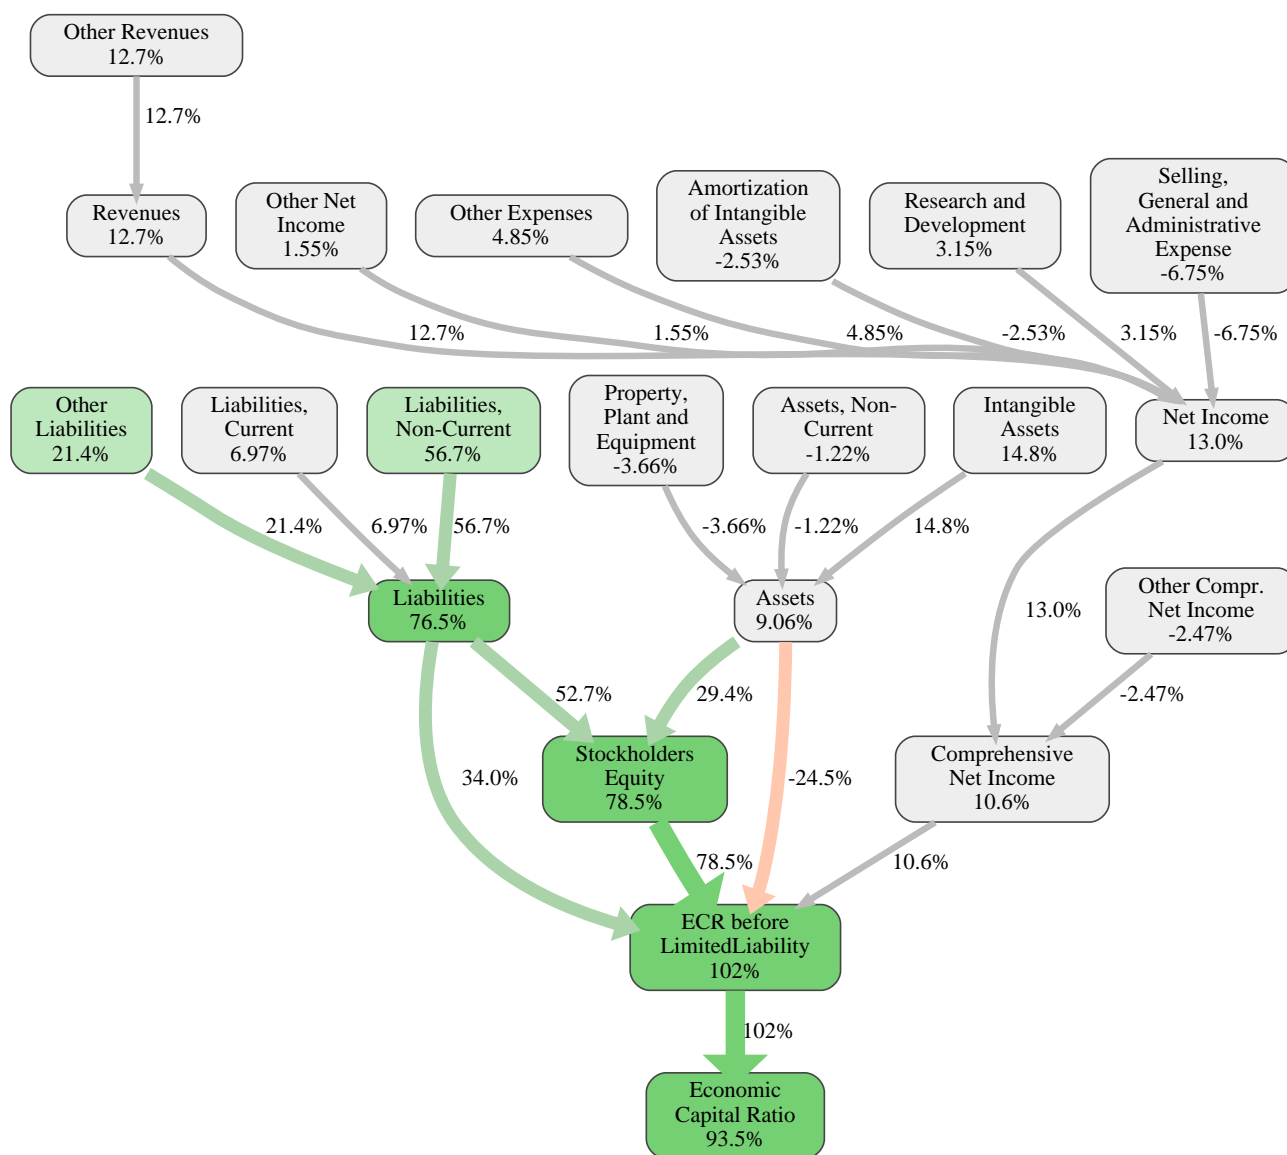 Other Revenues
12.7%
12.7%
Revenues
12.7%
Other Net
Income
1.55%
Other Expenses
4.85%
Amortization
of Intangible
Assets
-2.53%
Research and
Development
3.15%
Selling,
General and
Administrative
Expense
-6.75%
12.7%
1.55%
4.85%
-2.53%
3.15%
-6.75%
Other
Liabilities
21.4%
Liabilities,
Current
6.97%
Liabilities,
Non-Current
56.7%
Property,
Plant and
Equipment
-3.66%
Assets, Non-
Current
-1.22%
Intangible
Assets
14.8%
Net Income
13.0%
21.4%
6.97%
56.7%
-3.66%
-1.22%
14.8%
Liabilities
76.5%
Assets
9.06%
13.0%
Other Compr.
Net Income
-2.47%
52.7%
29.4%
-2.47%
Stockholders
Equity
78.5%
Comprehensive
Net Income
10.6%
34.0%
-24.5%
78.5%
10.6%
ECR before
LimitedLiability
102%
102%
Economic
Capital Ratio
93.5%